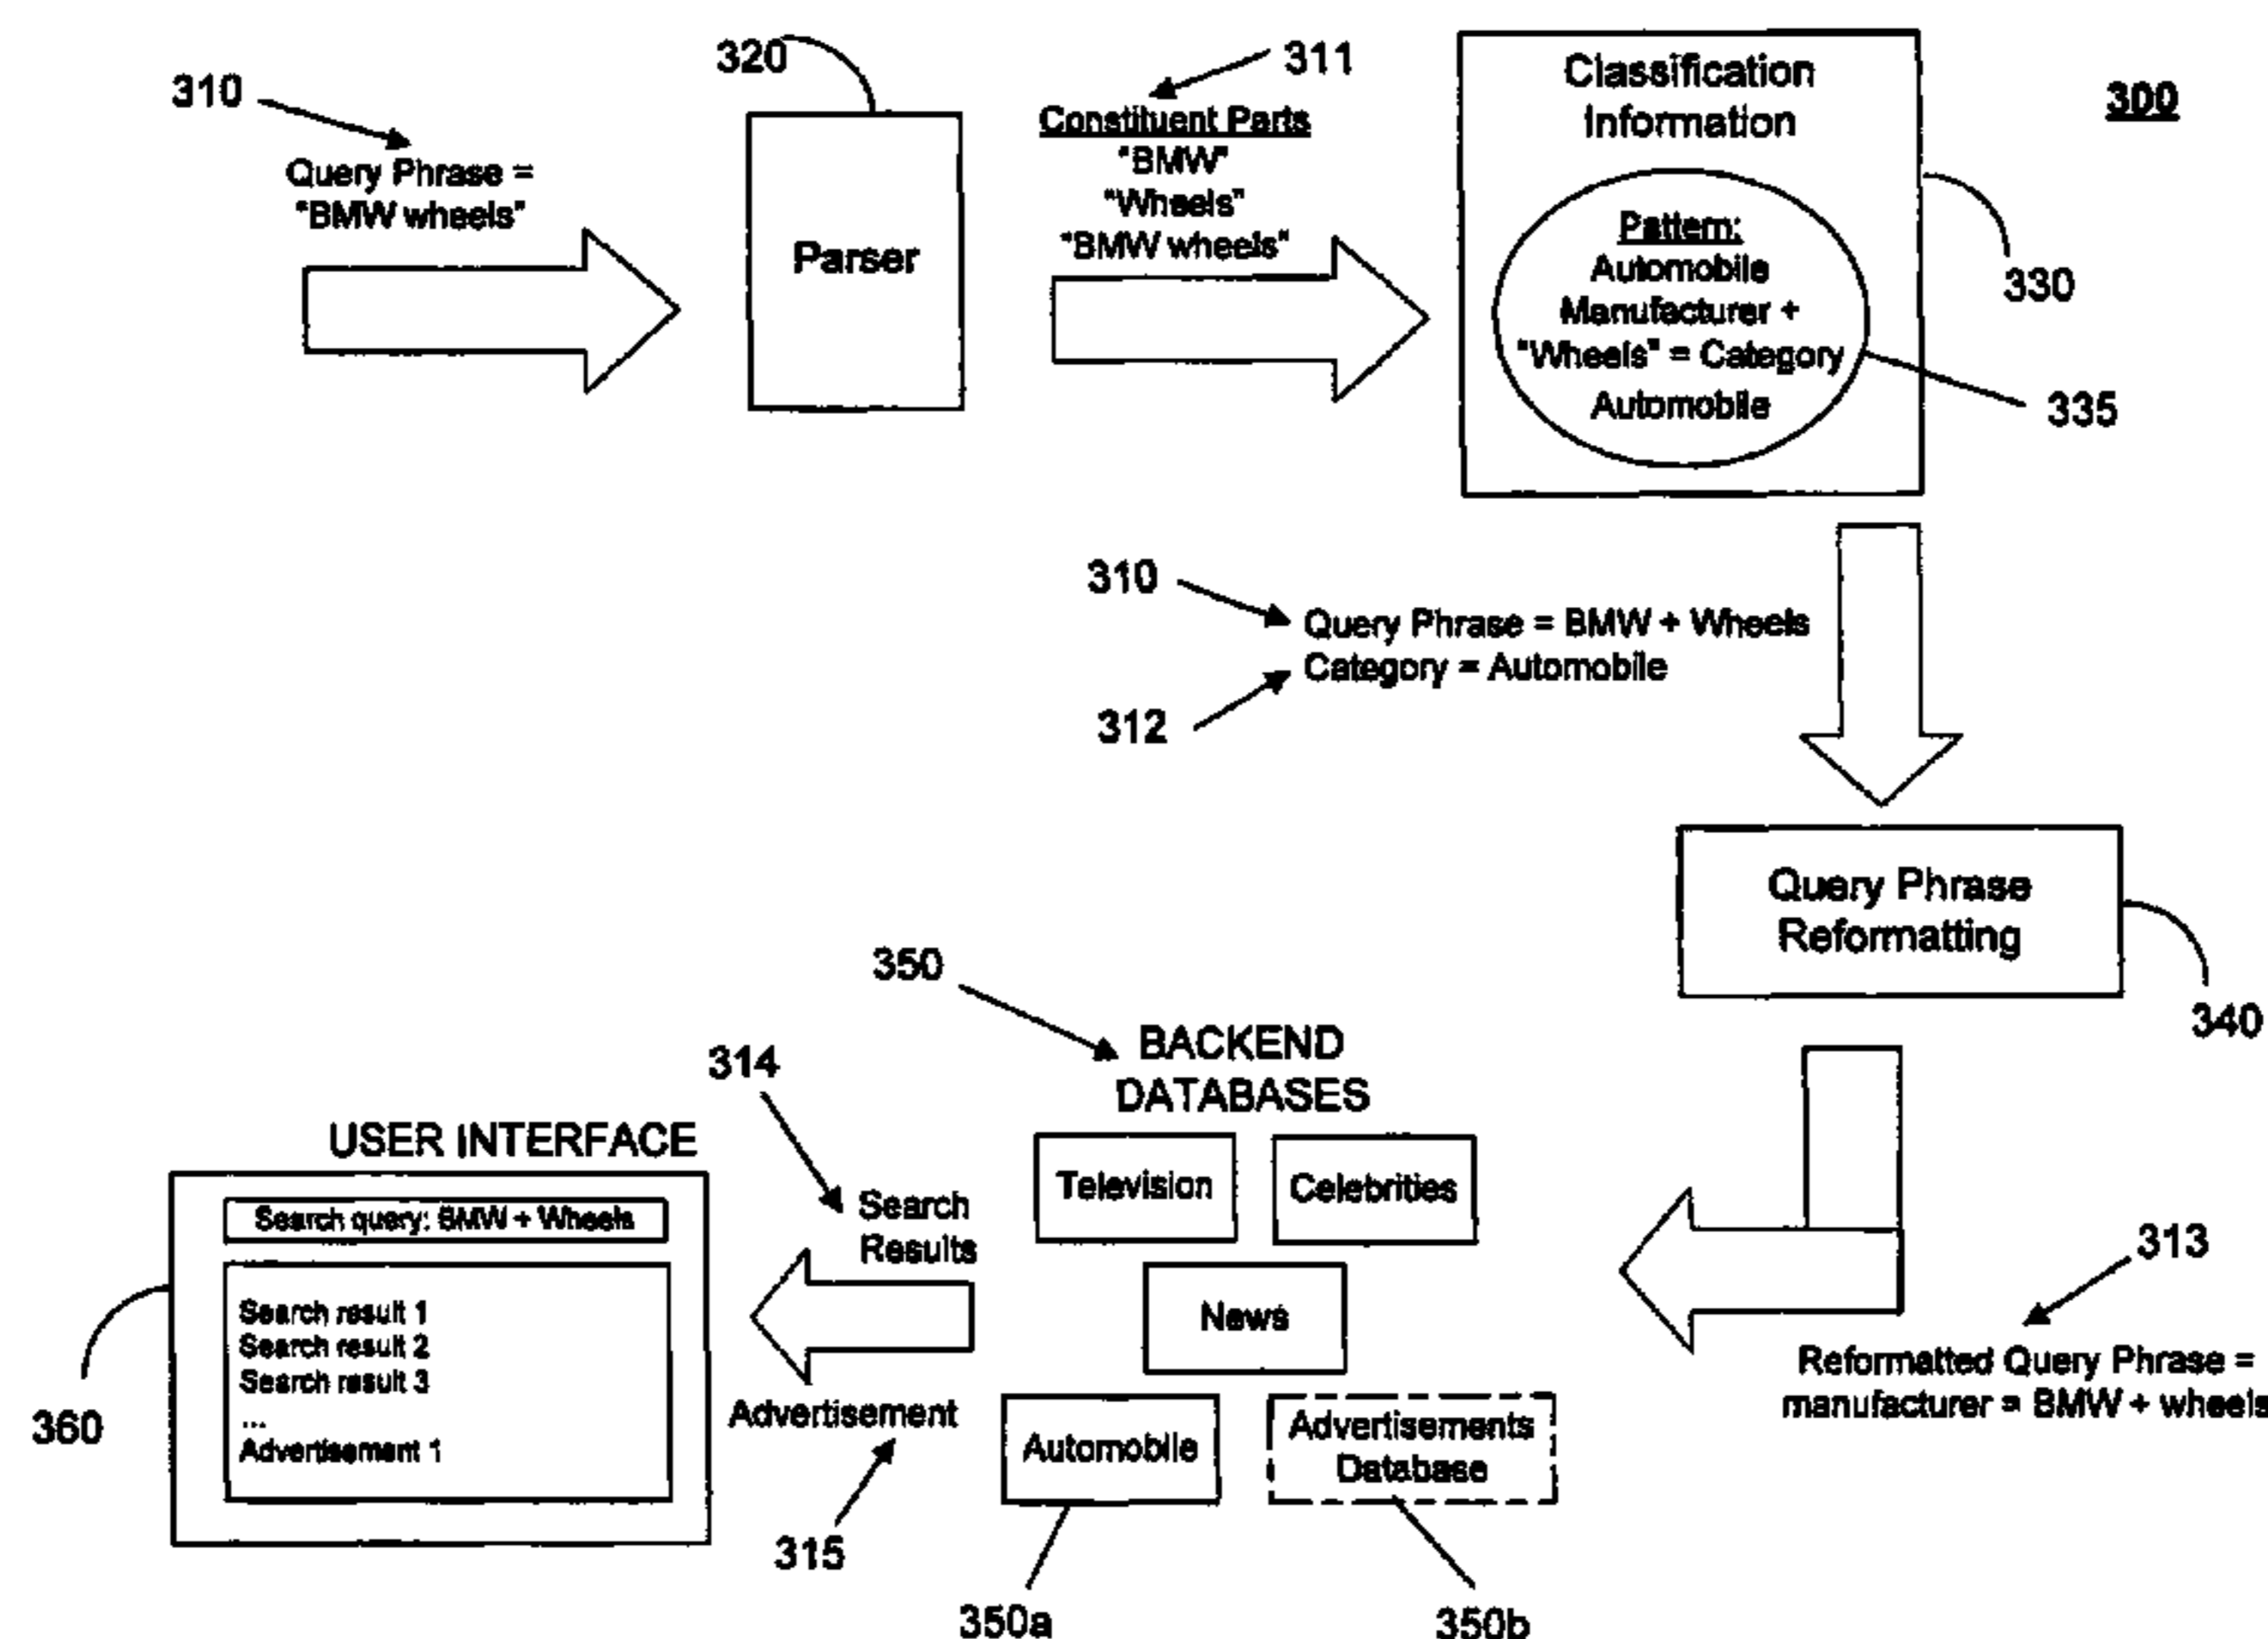 300
310
Query Phrase =
"BMW wheels"
320
Parser
311
Constituent Parts
"BMW"
"Wheels"
"BMW wheels"
Classification
Information
Pattern:
Automobile
Manufacturer +
"Wheels" = Category
Automobile
330
335
310
Query Phrase = BMW + Wheels
Category = Automobile
312
Query Phrase
Reformatting
340
313
Reformatted Query Phrase =
manufacturer = BMW + wheels
350
BACKEND
DATABASES
Television
Celebrities
News
Automobile
Advertisements
Database
350a
350b
314
Search
Results
Advertisement
315
USER INTERFACE
Search query: BMW + Wheels
Search result 1
Search result 2
Search result 3
...
Advertisement 1
360